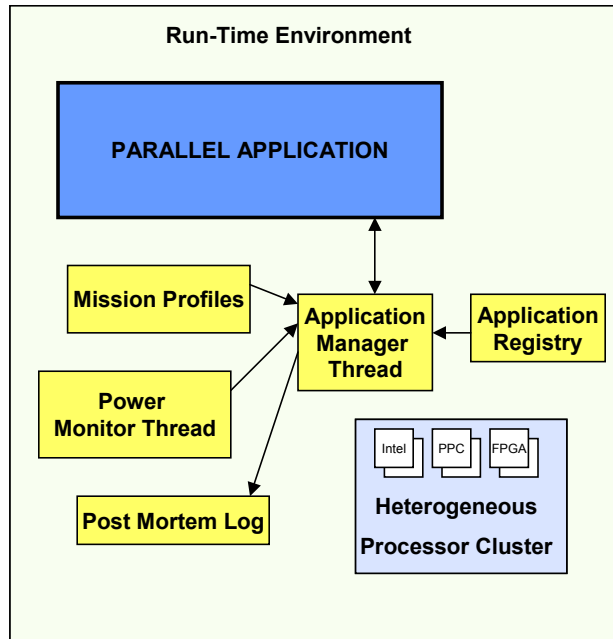 Run-Time Environment
PARALLEL APPLICATION
Mission Profiles
Application
Manager
Thread
Application
Registry
Power
Monitor Thread
Post Mortem Log
Intel
PPC
FPGA
Heterogeneous
Processor Cluster